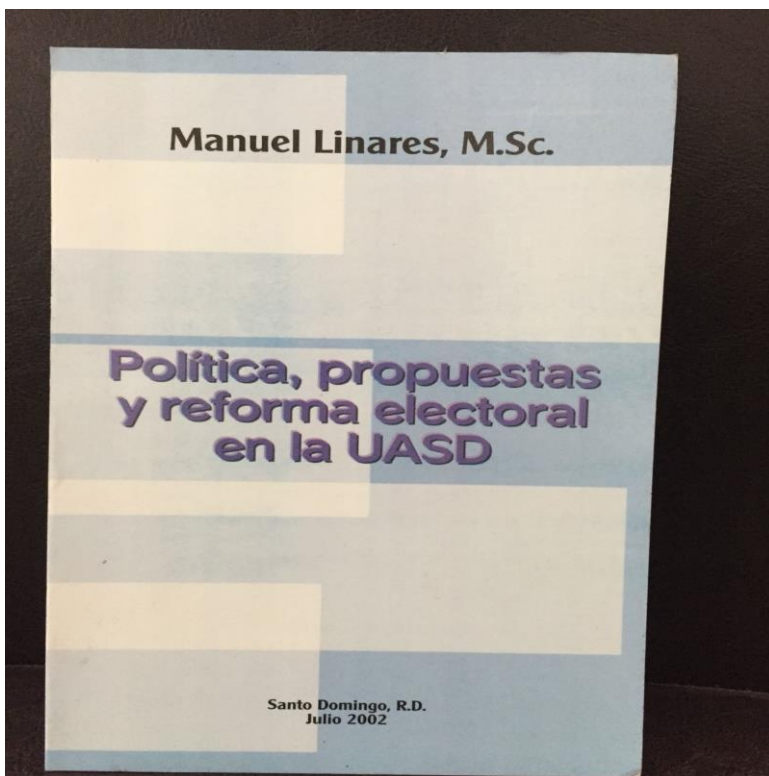 Manuel Linares, M.Sc.
Política, propuestas
y reforma electoral
en la UASD
Santo Domingo, R.D.
Julio 2002